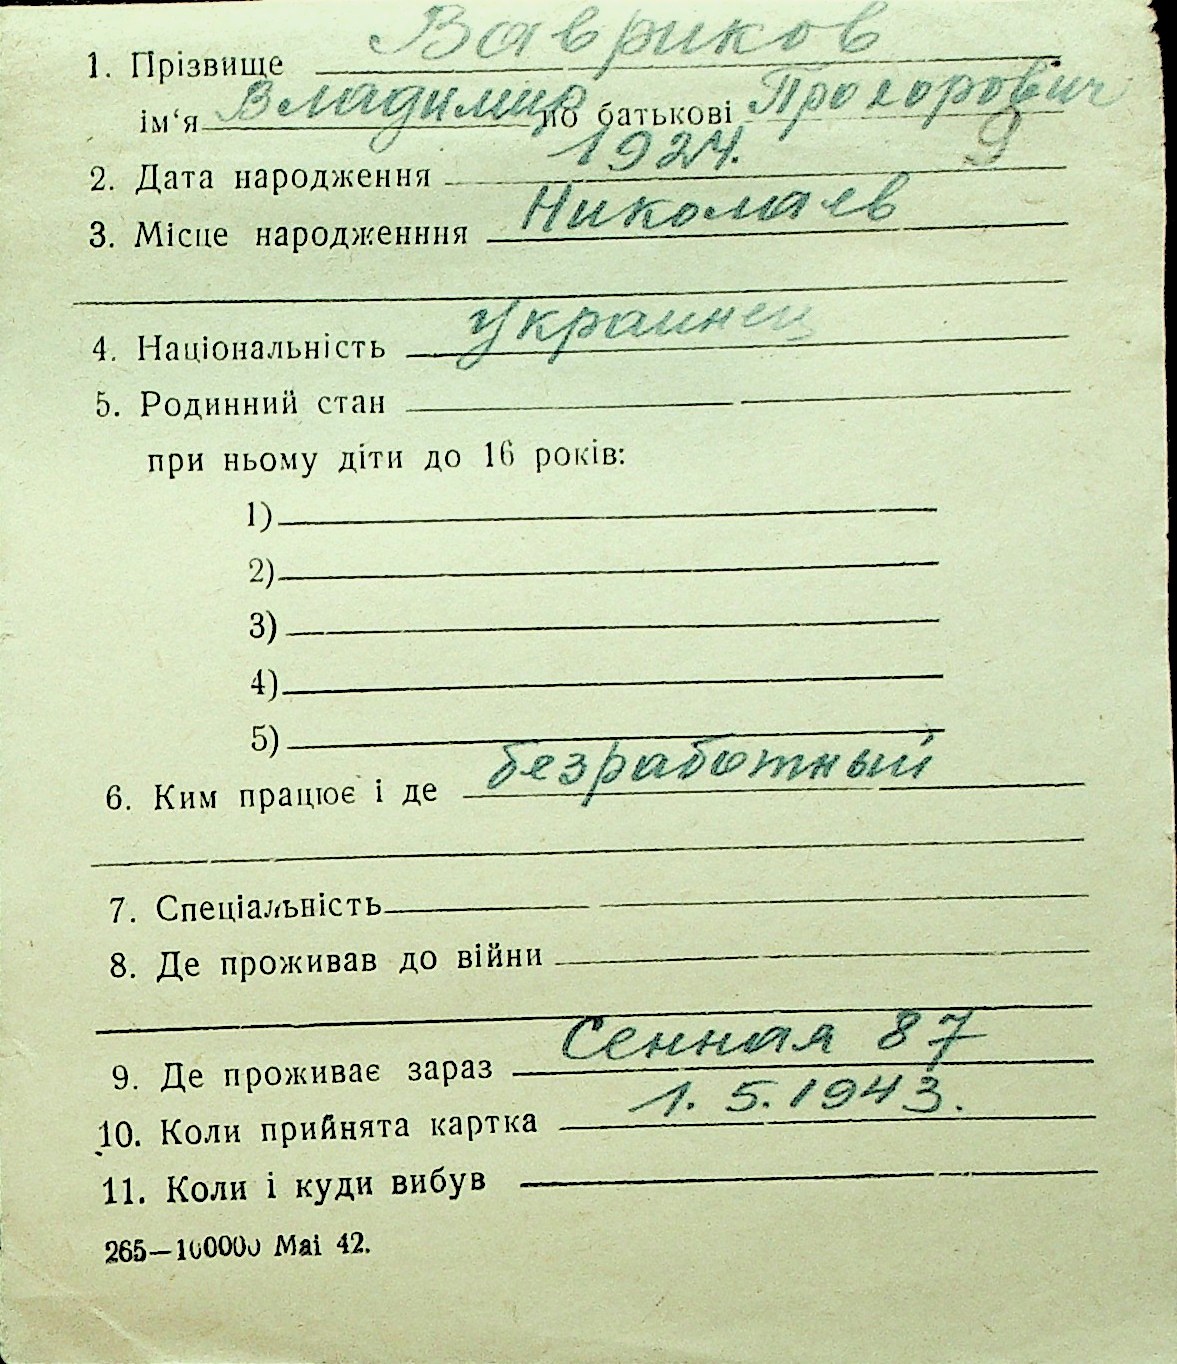 1. Прізвище Вавриков
ім‘я Владимир по батькові Прохорович
2. Дата народження 1924. 9
3. Місце народженння Николаев
4. Національність Украинец
5. Родинний стан
при ньому діти до 16 років:
1)
2)
3)
4)
5)
6. Ким працює і де безработный
7. Спеціальність
8. Де проживав до війни
9. Де проживає зараз Сенная 87
10. Коли прийнята картка 1.5.1943.
11. Коли і куди вибув
265—100000 Mai 42.